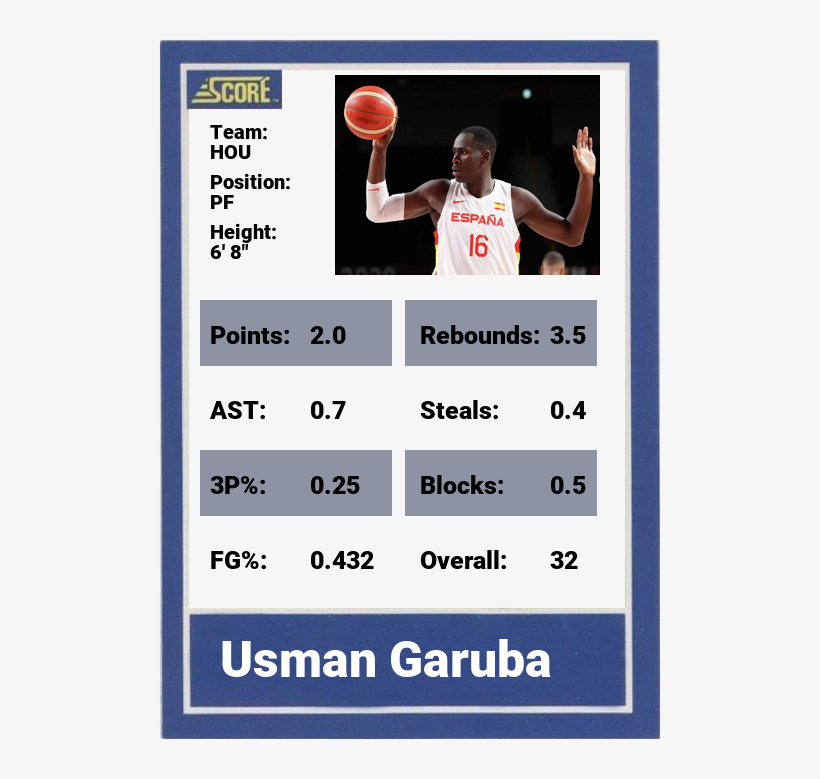 SCORE
Team:
HOU
Position:
PF
Height:
6' 8"
ESPAÑA
16
Points: 2.0 Rebounds: 3.5
AST: 0.7 Steals: 0.4
3P%: 0.25 Blocks: 0.5
FG%: 0.432 Overall: 32
Usman Garuba